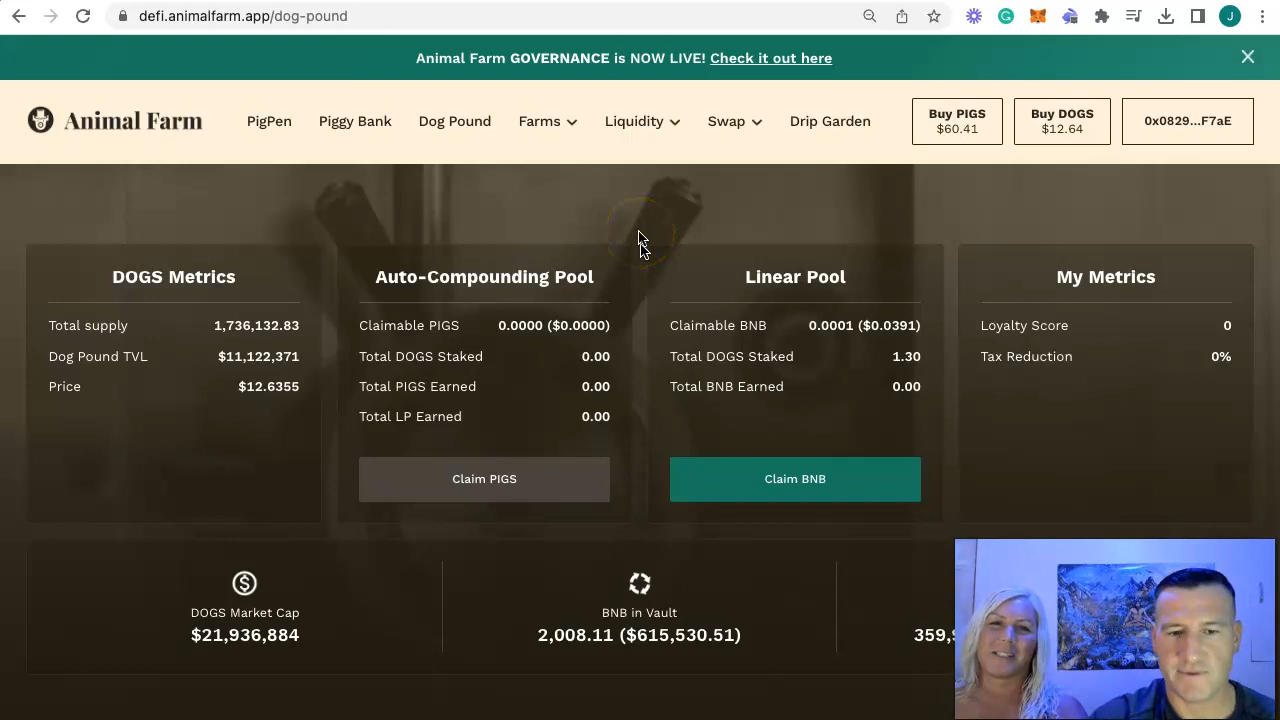 defi.animalfarm.app/dog-pound
J
Animal Farm GOVERNANCE is NOW LIVE! Check it out here
Animal Farm
PigPen
Piggy Bank
Dog Pound
Farms
Liquidity
Swap
Drip Garden
Buy PIGS
$60.41
Buy DOGS
$12.64
0x0829...F7aE
DOGS Metrics
Total supply 1,736,132.83
Dog Pound TVL $11,122,371
Price $12.6355
Auto-Compounding Pool
Claimable PIGS 0.0000 ($0.0000)
Total DOGS Staked 0.00
Total PIGS Earned 0.00
Total LP Earned 0.00
Claim PIGS
Linear Pool
Claimable BNB 0.0001 ($0.0391)
Total DOGS Staked 1.30
Total BNB Earned 0.00
Claim BNB
My Metrics
Loyalty Score 0
Tax Reduction 0%
DOGS Market Cap
$21,936,884
BNB in Vault
2,008.11 ($615,530.51)